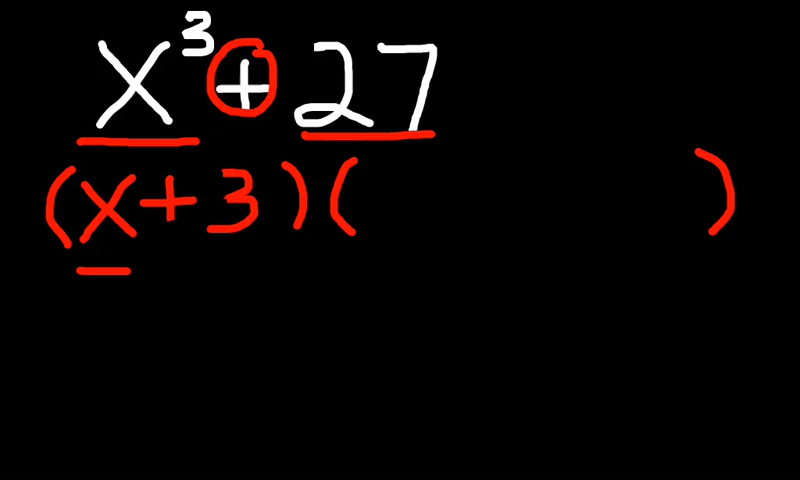 x³ + 27
(x + 3)( )